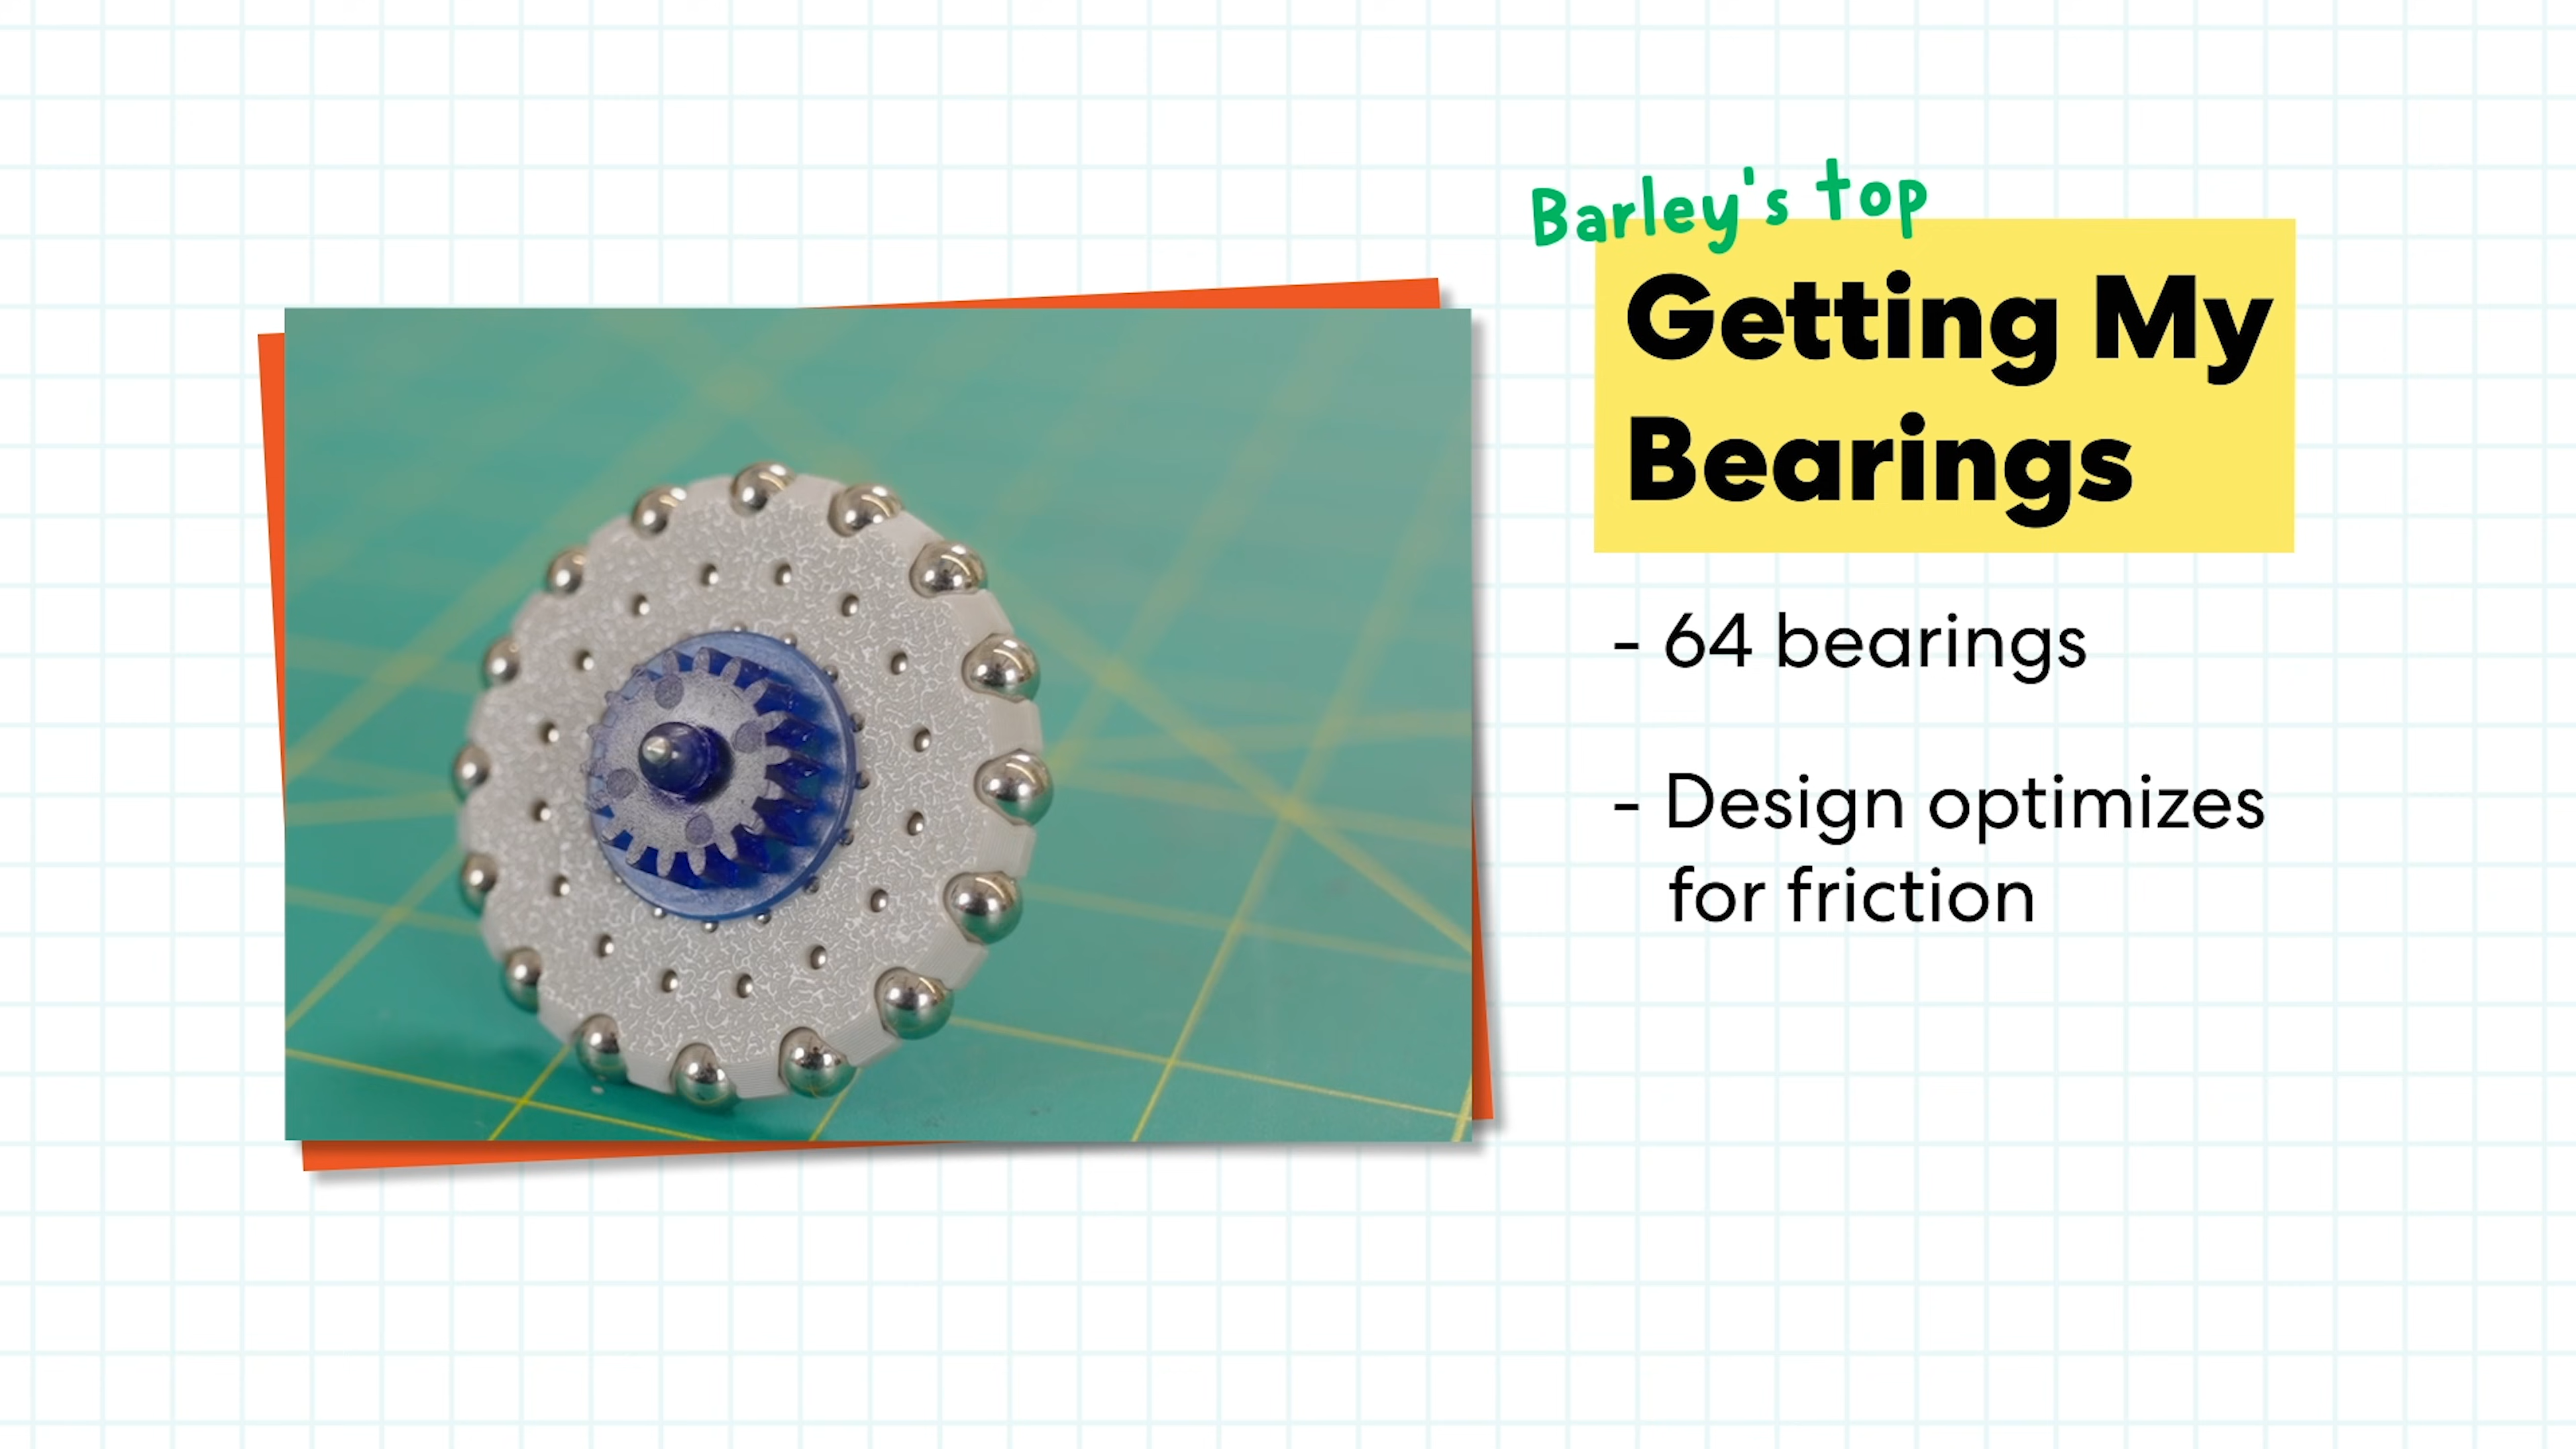 Barley's top
Getting My
Bearings
- 64 bearings
- Design optimizes
for friction